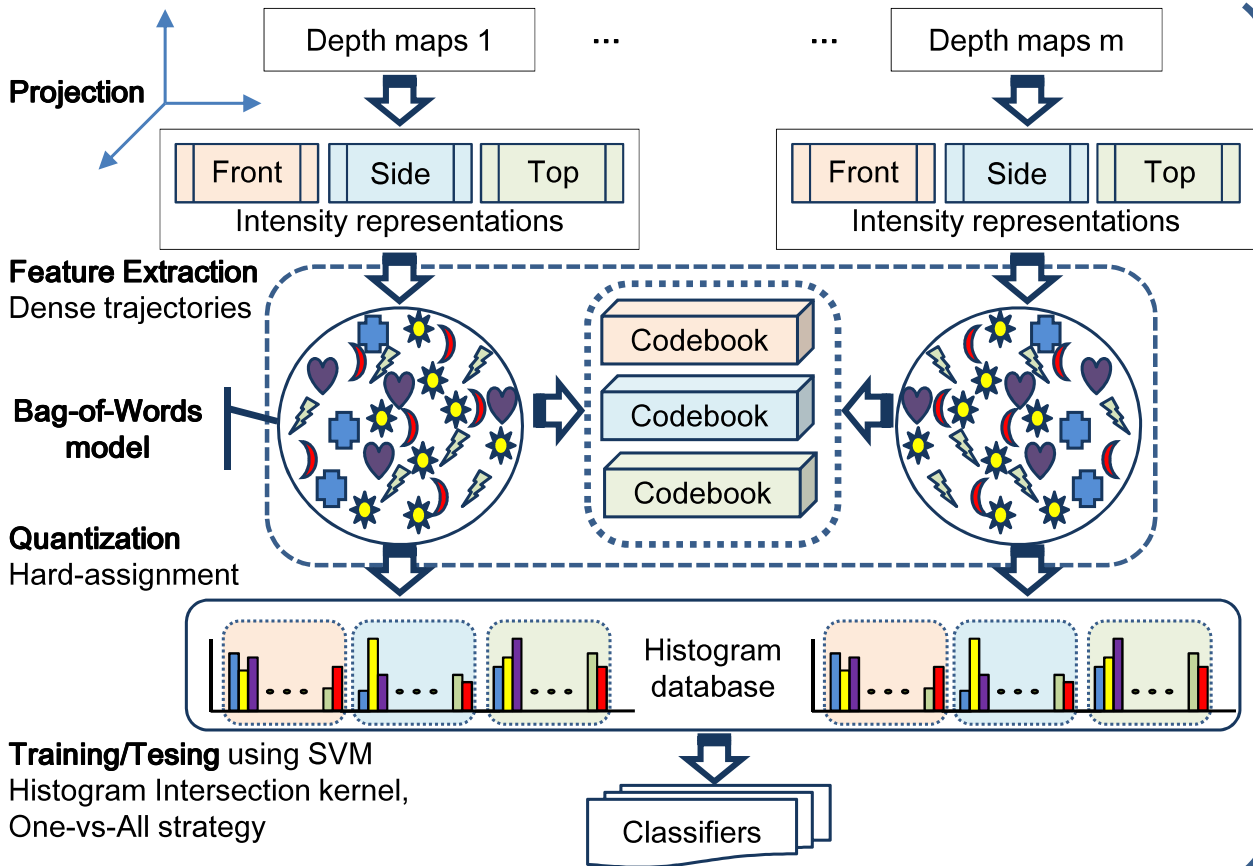 Depth maps 1
...
...
Depth maps m
Projection
Front
Side
Top
Intensity representations
Front
Side
Top
Intensity representations
Feature Extraction
Dense trajectories
Codebook
Codebook
Codebook
Bag-of-Words
model
Quantization
Hard-assignment
Histogram
database
Training/Tesing using SVM
Histogram Intersection kernel,
One-vs-All strategy
Classifiers